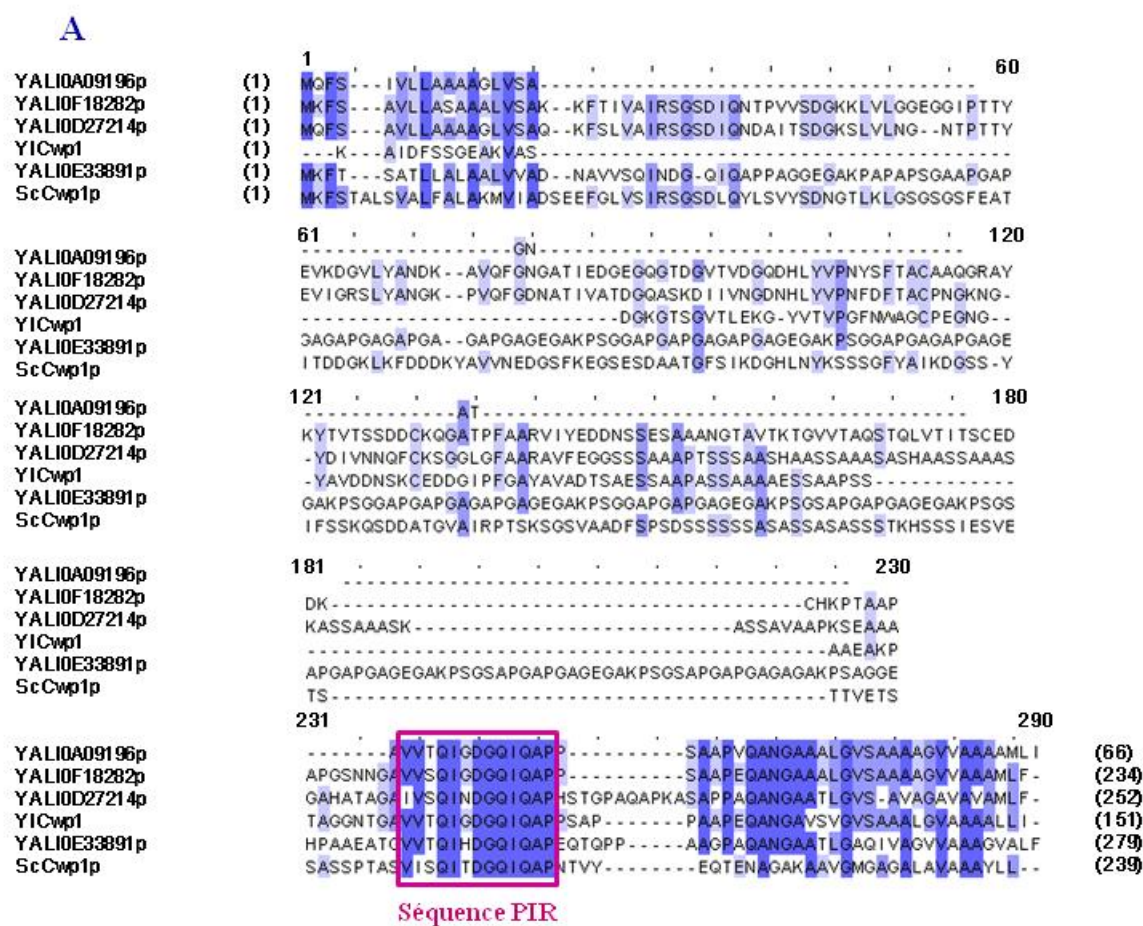 A
1 60
YALI0A09196p (1) MQFS---IVLLAAAAGLVSA----------------------------------------
YALI0F18282p (1) MKFS---AVLLASAAALVSAK--KFTIVAIRSGSDIQNTPVVSDGKKLVLGGEGGIPTTY
YALI0D27214p (1) MQFS---AVLLAAAAGLVSAQ--KFSLVAIRSGSDIQNDAITSDGKSLVLNG--NTPTTY
YlCwp1 (1) ---K---AIDFSSGEAKVAS----------------------------------------
YALI0E33891p (1) MKFT---SATLLALAALVVAD--NAVVSQINDG-QIQAPPAGGEGAKPAPAPSGAAPGAP
ScCwp1p (1) MKFSTALSVALFALAKMVIADSEEFGLVSIRSGSDLQYLSVYSDNGTLKLGSGSGSFEAT
61 120
YALI0A09196p ------------------GN----------------------------------------
YALI0F18282p EVKDGVLYANDK--AVQFGNGATIEDGEGQGTDGVTVDGQDHLYVPNYSFTACAAQGRAY
YALI0D27214p EVIGRSLYANGK--PVQFGDNATIVATDGQASKDIIVNGDNHLYVPNFDFTACPNGKNG-
YlCwp1 ---------------------------DGKGTSGVTLEKG-YVTVPGFNWAGCPEGNG--
YALI0E33891p GAGAPGAGAPGA--GAPGAGEGAKPSGGAPGAPGAGAPGAGEGAKPSGGAPGAGAPGAGE
ScCwp1p ITDDGKLKFDDDKYAVVNEDGSFKEGSESDAATGFSIKDGHLNYKSSSGFYAIKDGSS-Y
121 180
YALI0A09196p -------------AT---------------------------------------------
YALI0F18282p KYTVTSSDDCKQGATPFAARVIYEDDNSSESAAANGTAVTKTGVVTAQSTQLVTITSCED
YALI0D27214p -YDIVNNQFCKSGGLGFAARAVFEGGSSSAAAPTSSSAASHAASSAAASASHAASSAAAS
YlCwp1 -YAVDDNSKCEDDGIPFGAYAVADTSAESSAAPASSAAAAESSAAPSS------------
YALI0E33891p GAKPSGGAPGAPGAGAPGAGEGAKPSGGAPGAPGAGEGAKPSGSAPGAPGAGEGAKPSGS
ScCwp1p IFSSKQSDDATGVAIRPTSKSGSVAADFSPSDSSSSSSASASSASASSSTKHSSSIESVE
181 230
YALI0A09196p --------------------------------------------------
YALI0F18282p DK----------------------------------------CHKPTAAP
YALI0D27214p KASSAAASK---------------------------ASSAVAAPKSEAAA
YlCwp1 --------------------------------------------AAEAKP
YALI0E33891p APGAPGAGEGAKPSGSAPGAPGAGEGAKPSGSAPGAPGAGAGAKPSAGGE
ScCwp1p TS------------------------------------------TTVETS
231 290
YALI0A09196p -------AVVTQIGDGQIQAPP----------SAAPVQANGAAALGVSAAAAGVVAAAAMLI (66)
YALI0F18282p APGSNNGAVVSQIGDGQIQAPP----------SAAPEQANGAAALGVSAAAAGVVAAAMLF- (234)
YALI0D27214p GAHATAGAIVSQINDGQIQAPHSTGPAQAPKASAPPAQANGAATLGVS-AVAGAVAVAMLF- (252)
YlCwp1 TAGGNTGAVVTQIGDGQIQAPPSAP------PAAPEQANGAVSVGVSAAALGVAAAALLI- (151)
YALI0E33891p HPAAEATCVVTQIHDGQIQAPEQTQPP-----AAGPAQANGAATLGAQIVAGVVAAAGVALF (279)
ScCwp1p SASSPTASVISQITDGQIQAPNTVY-------EQTENAGAKAAVGMGAGALAVAAAYLL-- (239)
Séquence PIR